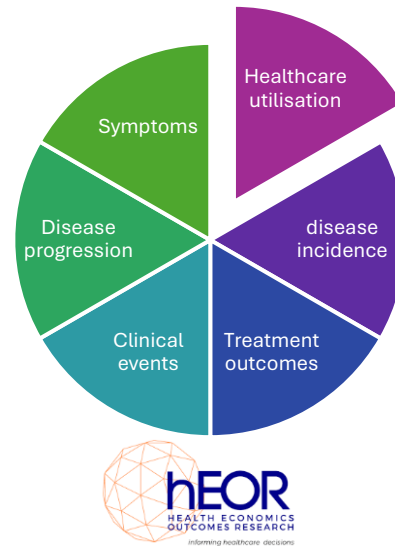 Healthcare
utilisation
Symptoms
disease
incidence
Disease
progression
Clinical
events
Treatment
outcomes
hEOR
HEALTH ECONOMICS
OUTCOMES RESEARCH
informing healthcare decisions